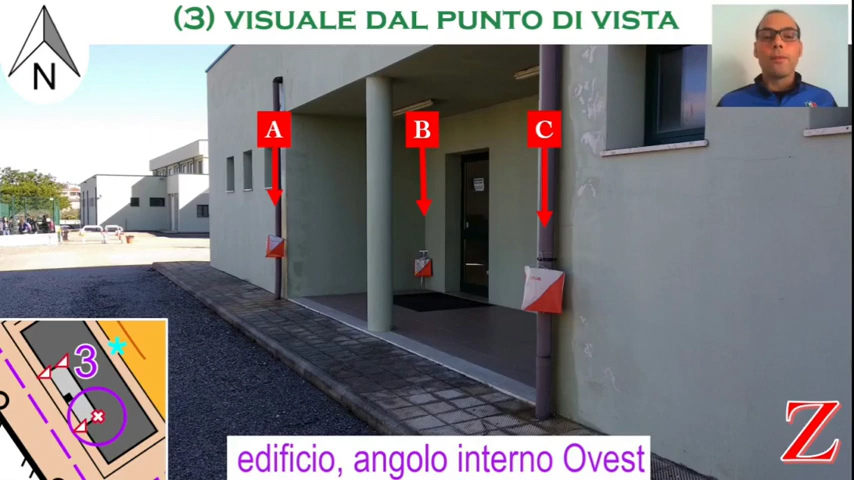 (3) VISUALE DAL PUNTO DI VISTA
N
A B C
3
edificio, angolo interno Ovest
Z